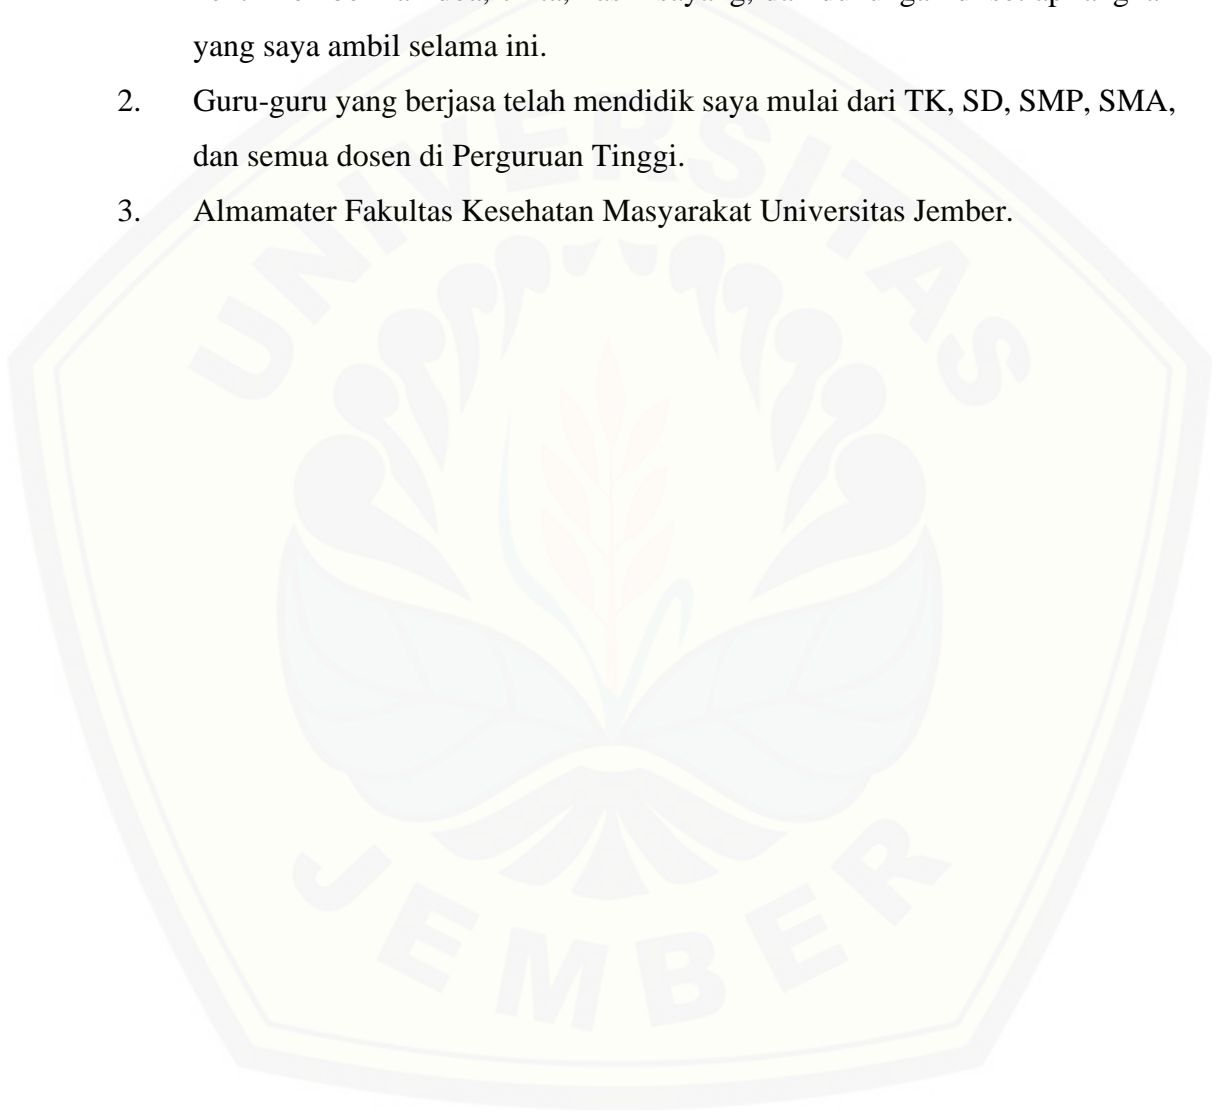 yang saya ambil selama ini.
2. Guru-guru yang berjasa telah mendidik saya mulai dari TK, SD, SMP, SMA,
dan semua dosen di Perguruan Tinggi.
3. Almamater Fakultas Kesehatan Masyarakat Universitas Jember.
UNIVERSITAS
JEMBER